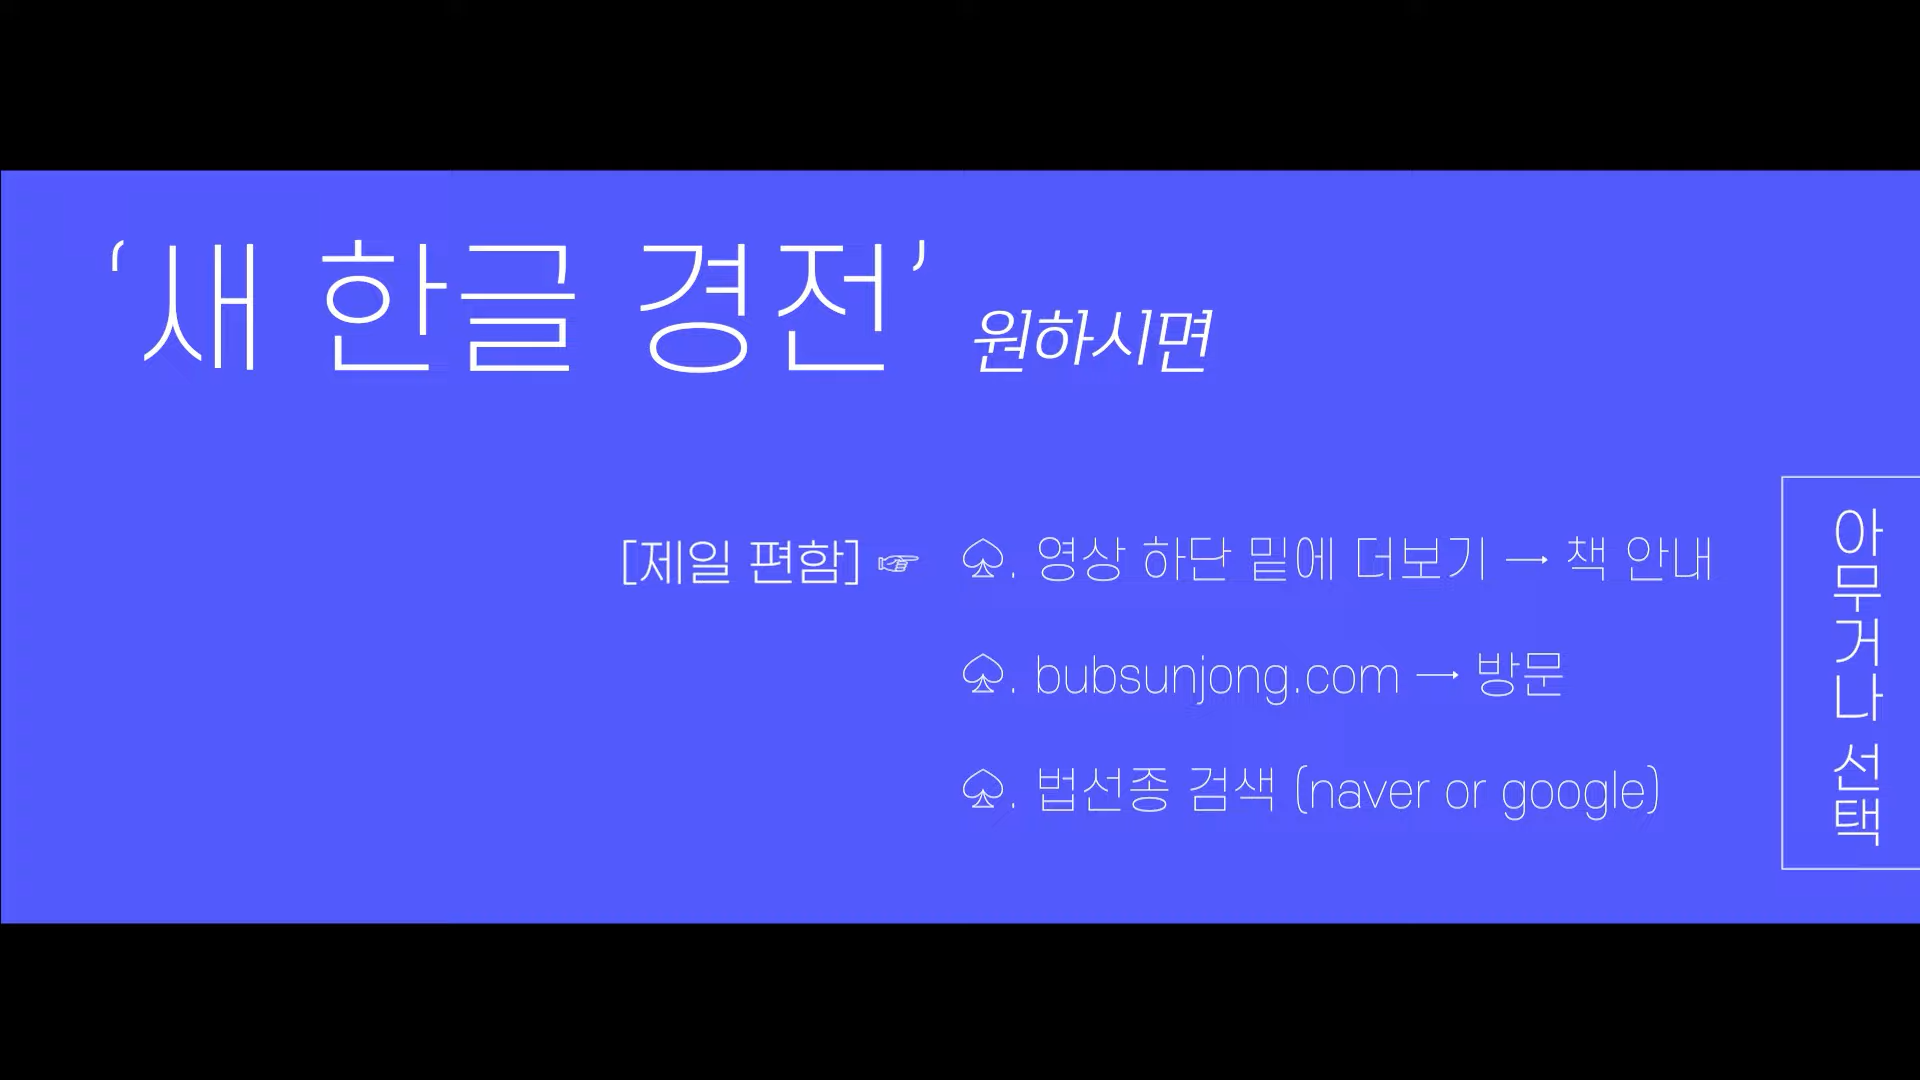 ‘새 한글 경전’ 원하시면
[제일 편함] ☞ ♤. 영상 하단 밑에 더보기 → 책 안내
♤. bubsunjong.com → 방문
♤. 법선종 검색 (naver or google)
아무거나 선택